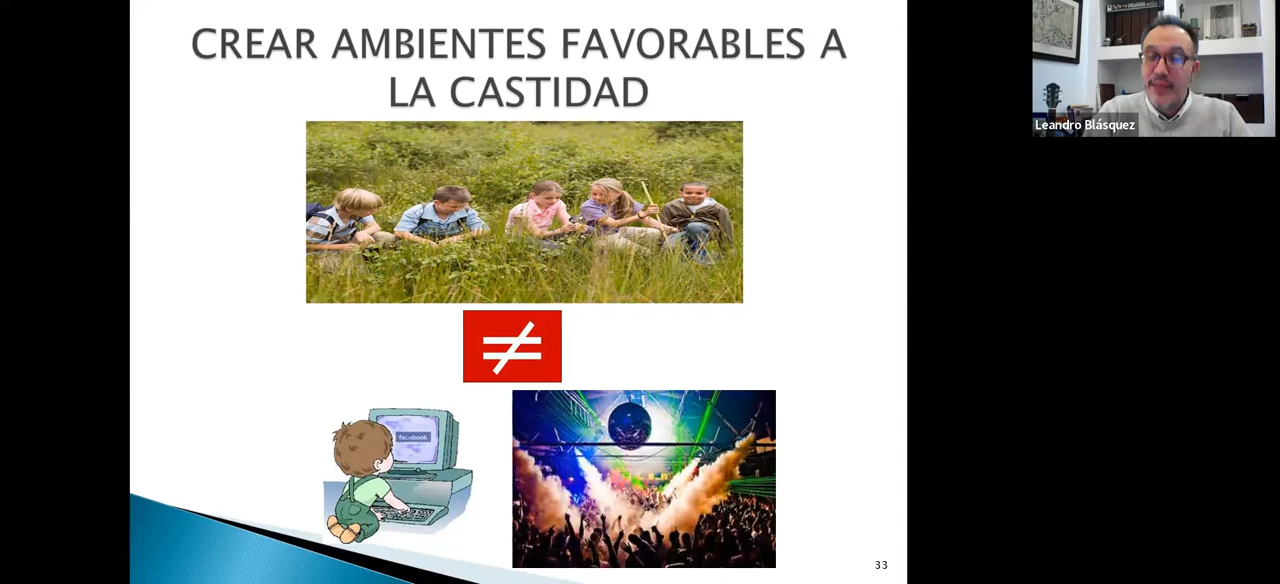 CREAR AMBIENTES FAVORABLES A
LA CASTIDAD
Leandro Blásquez
facebook
33